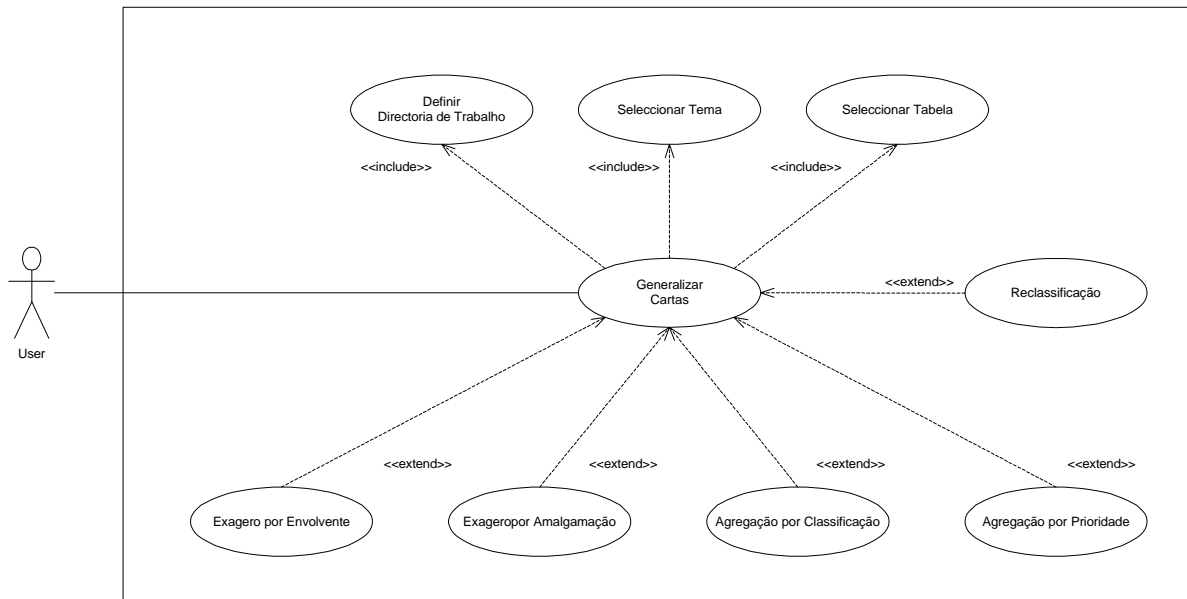 Definir
Directoria de Trabalho
Seleccionar Tema
Seleccionar Tabela
<<include>>
<<include>>
<<include>>
Generalizar
Cartas
<<extend>>
Reclassificação
User
<<extend>>
<<extend>>
<<extend>>
<<extend>>
Exagero por Envolvente
Exageropor Amalgamação
Agregação por Classificação
Agregação por Prioridade